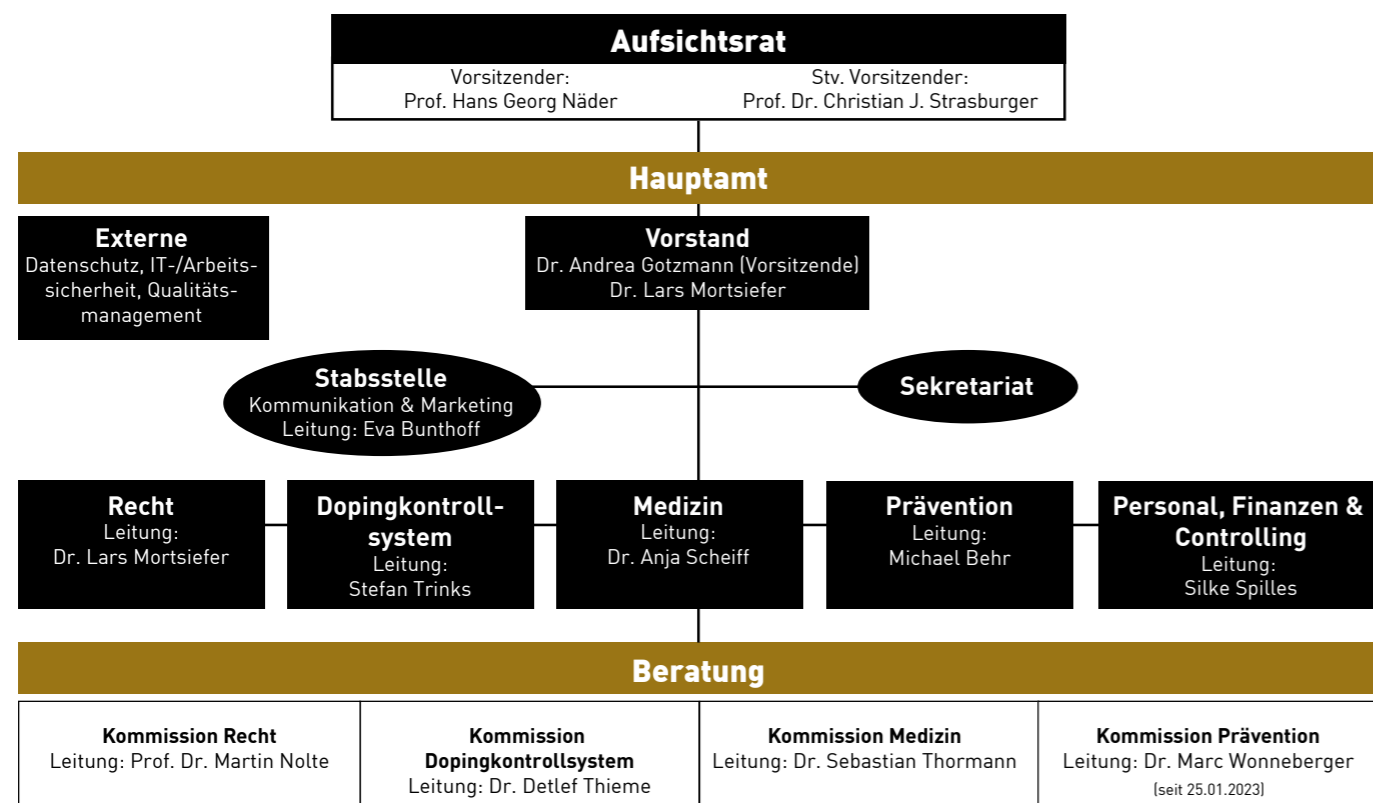 Aufsichtsrat
Vorsitzender:
Prof. Hans Georg Näder
Stv. Vorsitzender:
Prof. Dr. Christian J. Strasburger
Hauptamt
Externe
Datenschutz, IT-/Arbeits-
sicherheit, Qualitäts-
management
Vorstand
Dr. Andrea Gotzmann (Vorsitzende)
Dr. Lars Mortsiefer
Stabsstelle
Kommunikation & Marketing
Leitung: Eva Bunthoff
Sekretariat
Recht
Leitung:
Dr. Lars Mortsiefer
Dopingkontroll-
system
Leitung:
Stefan Trinks
Medizin
Leitung:
Dr. Anja Scheiff
Prävention
Leitung:
Michael Behr
Personal, Finanzen &
Controlling
Leitung:
Silke Spilles
Beratung
Kommission Recht
Leitung: Prof. Dr. Martin Nolte
Kommission
Dopingkontrollsystem
Leitung: Dr. Detlef Thieme
Kommission Medizin
Leitung: Dr. Sebastian Thormann
Kommission Prävention
Leitung: Dr. Marc Wonneberger
(seit 25.01.2023)